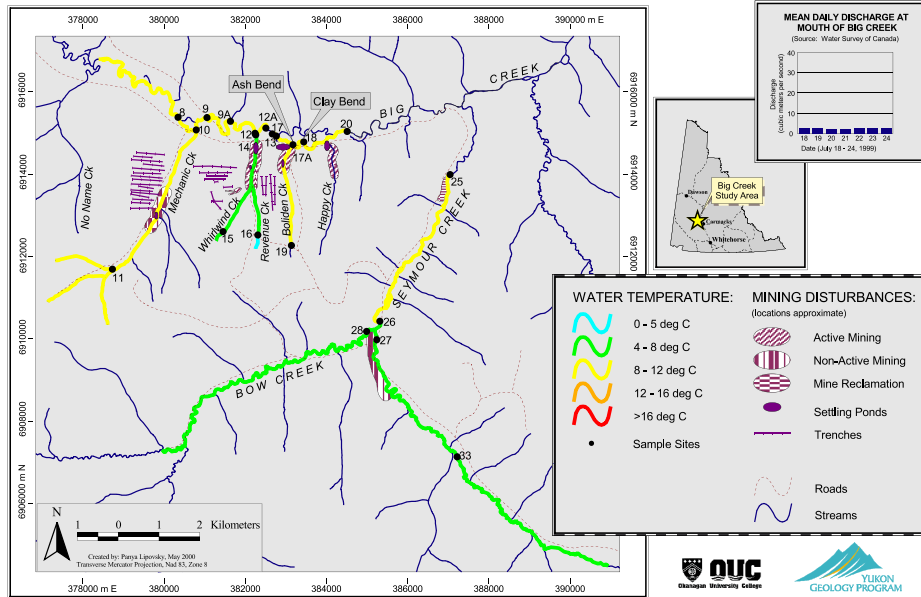 378000 m E
380000
382000
384000
386000
388000
390000 m E
6916000
6914000
6912000
6910000
6908000
6906000 m N
6916000 m N
6914000
6912000
Ash Bend
Clay Bend
BIG
CREEK
8
9
9A
10
12A
12
17
13
14
18
17A
20
25
15
16
19
11
26
28
27
33
No Name Ck
Mechanic Ck
Whirlwind Ck
Revenue Ck
Boliden Ck
Happy Ck
SEYMOUR CREEK
BOW CREEK
N
1 0 1 2 Kilometers
Created by: Panya Lipovsky, May 2000
Transverse Mercator Projection, Nad 83, Zone 8
378000 m E
380000
382000
384000
386000
388000
390000
MEAN DAILY DISCHARGE AT
MOUTH OF BIG CREEK
(Source: Water Survey of Canada)
Discharge
(cubic meters per second)
40
30
20
10
0
18 19 20 21 22 23 24
Date (July 18 - 24, 1999)
Dawson
Big Creek
Study Area
Carmacks
Whitehorse
WATER TEMPERATURE:
0 - 5 deg C
4 - 8 deg C
8 - 12 deg C
12 - 16 deg C
>16 deg C
Sample Sites
MINING DISTURBANCES:
(locations approximate)
Active Mining
Non-Active Mining
Mine Reclamation
Settling Ponds
Trenches
Roads
Streams
OUC
Okanagan University College
YUKON
GEOLOGY PROGRAM